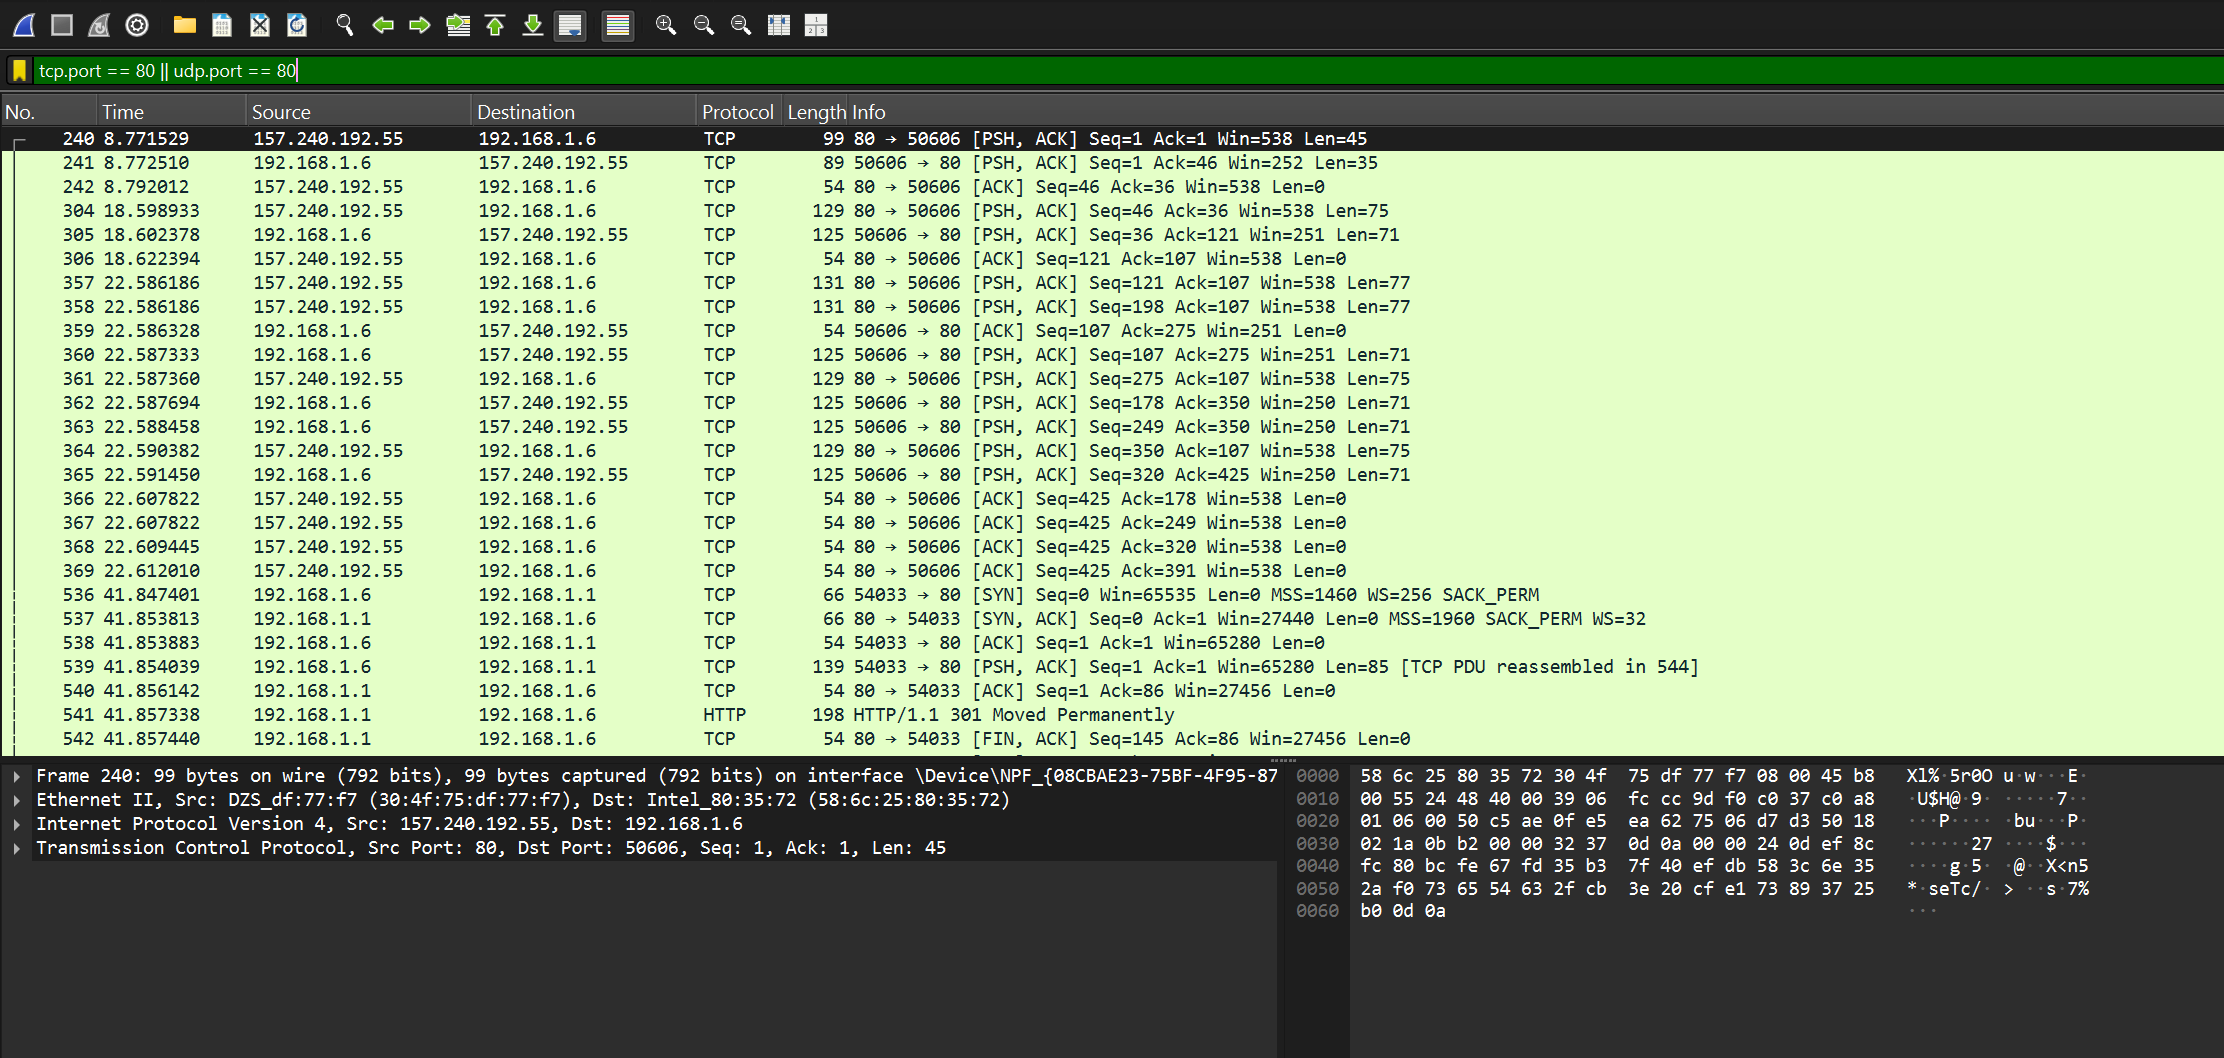 tcp.port == 80 || udp.port == 80
No. Time Source Destination Protocol Length Info
240 8.771529 157.240.192.55 192.168.1.6 TCP 99 80 → 50606 [PSH, ACK] Seq=1 Ack=1 Win=538 Len=45
241 8.772510 192.168.1.6 157.240.192.55 TCP 89 50606 → 80 [PSH, ACK] Seq=1 Ack=46 Win=252 Len=35
242 8.792012 157.240.192.55 192.168.1.6 TCP 54 80 → 50606 [ACK] Seq=46 Ack=36 Win=538 Len=0
304 18.598933 157.240.192.55 192.168.1.6 TCP 129 80 → 50606 [PSH, ACK] Seq=46 Ack=36 Win=538 Len=75
305 18.602378 192.168.1.6 157.240.192.55 TCP 125 50606 → 80 [PSH, ACK] Seq=36 Ack=121 Win=251 Len=71
306 18.622394 157.240.192.55 192.168.1.6 TCP 54 80 → 50606 [ACK] Seq=121 Ack=107 Win=538 Len=0
357 22.586186 157.240.192.55 192.168.1.6 TCP 131 80 → 50606 [PSH, ACK] Seq=121 Ack=107 Win=538 Len=77
358 22.586186 157.240.192.55 192.168.1.6 TCP 131 80 → 50606 [PSH, ACK] Seq=198 Ack=107 Win=538 Len=77
359 22.586328 192.168.1.6 157.240.192.55 TCP 54 50606 → 80 [ACK] Seq=107 Ack=275 Win=251 Len=0
360 22.587333 192.168.1.6 157.240.192.55 TCP 125 50606 → 80 [PSH, ACK] Seq=107 Ack=275 Win=251 Len=71
361 22.587360 157.240.192.55 192.168.1.6 TCP 129 80 → 50606 [PSH, ACK] Seq=275 Ack=107 Win=538 Len=75
362 22.587694 192.168.1.6 157.240.192.55 TCP 125 50606 → 80 [PSH, ACK] Seq=178 Ack=350 Win=250 Len=71
363 22.588458 192.168.1.6 157.240.192.55 TCP 125 50606 → 80 [PSH, ACK] Seq=249 Ack=350 Win=250 Len=71
364 22.590382 157.240.192.55 192.168.1.6 TCP 129 80 → 50606 [PSH, ACK] Seq=350 Ack=107 Win=538 Len=75
365 22.591450 192.168.1.6 157.240.192.55 TCP 125 50606 → 80 [PSH, ACK] Seq=320 Ack=425 Win=250 Len=71
366 22.607822 157.240.192.55 192.168.1.6 TCP 54 80 → 50606 [ACK] Seq=425 Ack=178 Win=538 Len=0
367 22.607822 157.240.192.55 192.168.1.6 TCP 54 80 → 50606 [ACK] Seq=425 Ack=249 Win=538 Len=0
368 22.609445 157.240.192.55 192.168.1.6 TCP 54 80 → 50606 [ACK] Seq=425 Ack=320 Win=538 Len=0
369 22.612010 157.240.192.55 192.168.1.6 TCP 54 80 → 50606 [ACK] Seq=425 Ack=391 Win=538 Len=0
536 41.847401 192.168.1.6 192.168.1.1 TCP 66 54033 → 80 [SYN] Seq=0 Win=65535 Len=0 MSS=1460 WS=256 SACK_PERM
537 41.853813 192.168.1.1 192.168.1.6 TCP 66 80 → 54033 [SYN, ACK] Seq=0 Ack=1 Win=27440 Len=0 MSS=1960 SACK_PERM WS=32
538 41.853883 192.168.1.6 192.168.1.1 TCP 54 54033 → 80 [ACK] Seq=1 Ack=1 Win=65280 Len=0
539 41.854039 192.168.1.6 192.168.1.1 TCP 139 54033 → 80 [PSH, ACK] Seq=1 Ack=1 Win=65280 Len=85 [TCP PDU reassembled in 544]
540 41.856142 192.168.1.1 192.168.1.6 TCP 54 80 → 54033 [ACK] Seq=1 Ack=86 Win=27456 Len=0
541 41.857338 192.168.1.1 192.168.1.6 HTTP 198 HTTP/1.1 301 Moved Permanently
542 41.857440 192.168.1.1 192.168.1.6 TCP 54 80 → 54033 [FIN, ACK] Seq=145 Ack=86 Win=27456 Len=0
Frame 240: 99 bytes on wire (792 bits), 99 bytes captured (792 bits) on interface \Device\NPF_{08CBAE23-75BF-4F95-87
Ethernet II, Src: DZS_df:77:f7 (30:4f:75:df:77:f7), Dst: Intel_80:35:72 (58:6c:25:80:35:72)
Internet Protocol Version 4, Src: 157.240.192.55, Dst: 192.168.1.6
Transmission Control Protocol, Src Port: 80, Dst Port: 50606, Seq: 1, Ack: 1, Len: 45
0000 58 6c 25 80 35 72 30 4f 75 df 77 f7 08 00 45 b8 Xl%·5r0O u·w···E·
0010 00 55 24 48 40 00 39 06 fc cc 9d f0 c0 37 c0 a8 ·U$H@·9· ·····7··
0020 01 06 00 50 c5 ae 0f e5 ea 62 75 06 d7 d3 50 18 ···P···· ·bu···P·
0030 02 1a 0b b2 00 00 32 37 0d 0a 00 00 24 0d ef 8c ······27 ····$···
0040 fc 80 bc fe 67 fd 35 b3 7f 40 ef db 58 3c 6e 35 ····g·5· ·@··X<n5
0050 2a f0 73 65 54 63 2f cb 3e 20 cf e1 73 89 37 25 *·seTc/· > ··s·7%
0060 b0 0d 0a ···